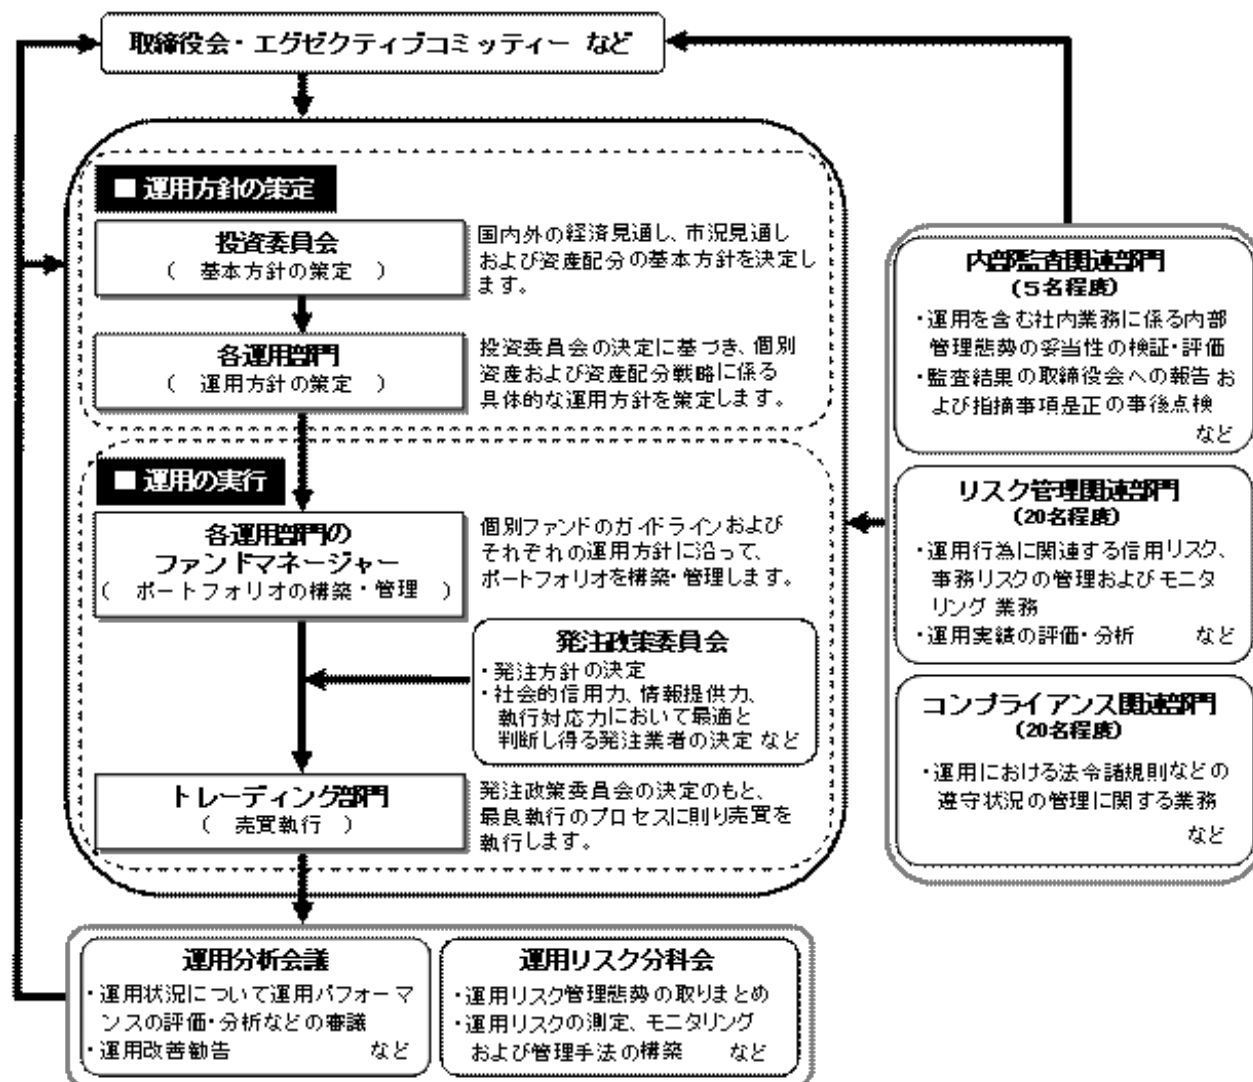 取締役会・エグゼクティブコミッティー など
■ 運用方針の策定
投資委員会
（ 基本方針の策定 ）
国内外の経済見通し、市況見通し
および資産配分の基本方針を決定し
ます。
各運用部門
（ 運用方針の策定 ）
投資委員会の決定に基づき、個別
資産および資産配分戦略に係る
具体的な運用方針を策定します。
■ 運用の実行
各運用部門の
ファンドマネージャー
（ ポートフォリオの構築・管理 ）
個別ファンドのガイドラインおよび
それぞれの運用方針に沿って、
ポートフォリオを構築・管理します。
発注政策委員会
・発注方針の決定
・社会的信用力、情報提供力、
執行対応力において最適と
判断し得る発注業者の決定 など
トレーディング部門
（ 売買執行 ）
発注政策委員会の決定のもと、
最良執行のプロセスに則り売買を
執行します。
内部監査関連部門
（５名程度）
・運用を含む社内業務に係る内部
管理態勢の妥当性の検証・評価
・監査結果の取締役会への報告 お
よび指摘事項是正の事後点検
など
リスク管理関連部門
（20名程度）
・運用行為に関連する信用リスク、
事務リスクの管理および モニタ
リング 業務
・運用実績の評価・分析 など
コンプライアンス関連部門
（20名程度）
・運用における法令諸規則などの
遵守状況の管理に関する業務
など
運用分析会議
・運用状況について運用パフォーマ
ンスの評価・分析などの審議
・運用改善勧告 など
運用リスク分科会
・運用リスク管理態勢の取りまとめ
・運用リスクの測定、モニタリング
および管理手法の構築 など